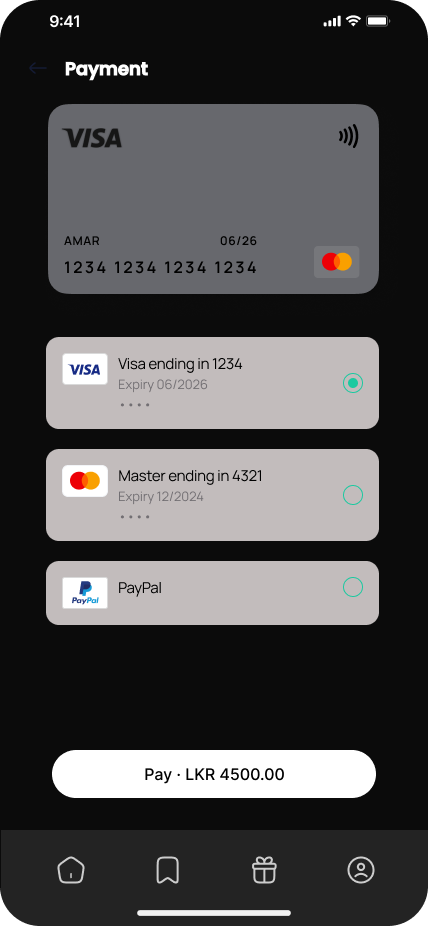 9:41
Payment
VISA
AMAR 06/26
1234 1234 1234 1234
VISA
Visa ending in 1234
Expiry 06/2026
• • • •
Master ending in 4321
Expiry 12/2024
• • • •
PayPal
PayPal
Pay · LKR 4500.00